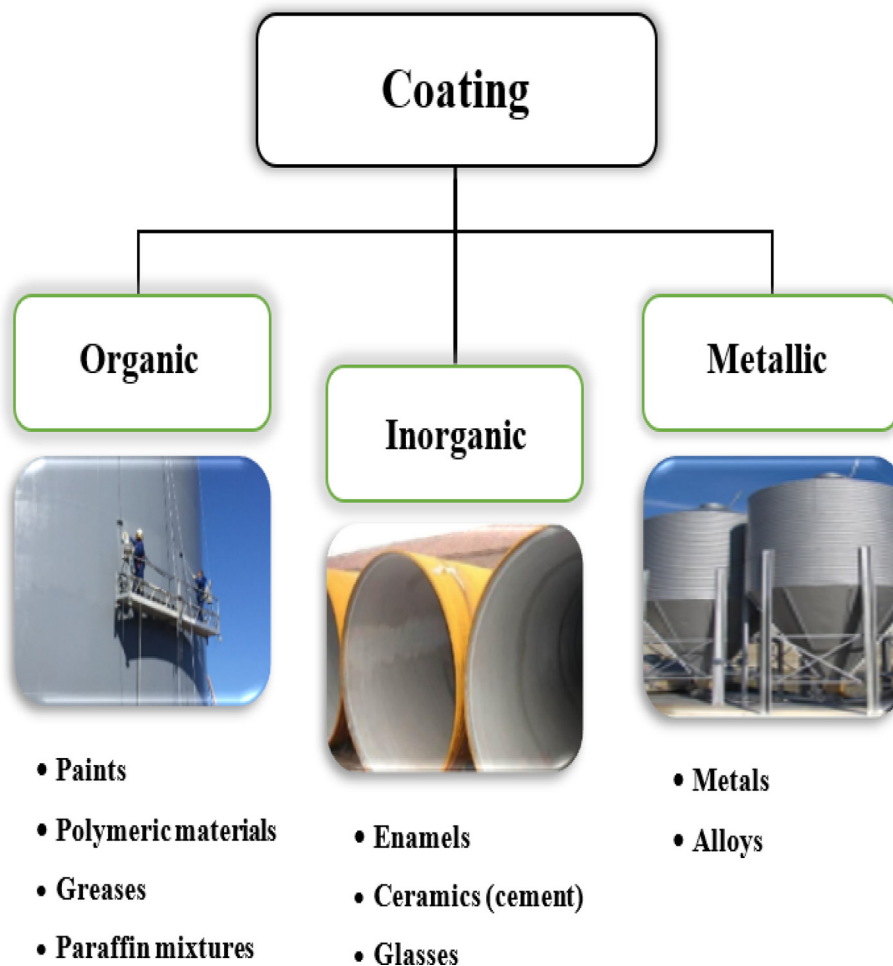 Coating
Organic
Inorganic
Metallic
• Paints
• Polymeric materials
• Greases
• Paraffin mixtures
• Enamels
• Ceramics (cement)
• Glasses
• Metals
• Alloys